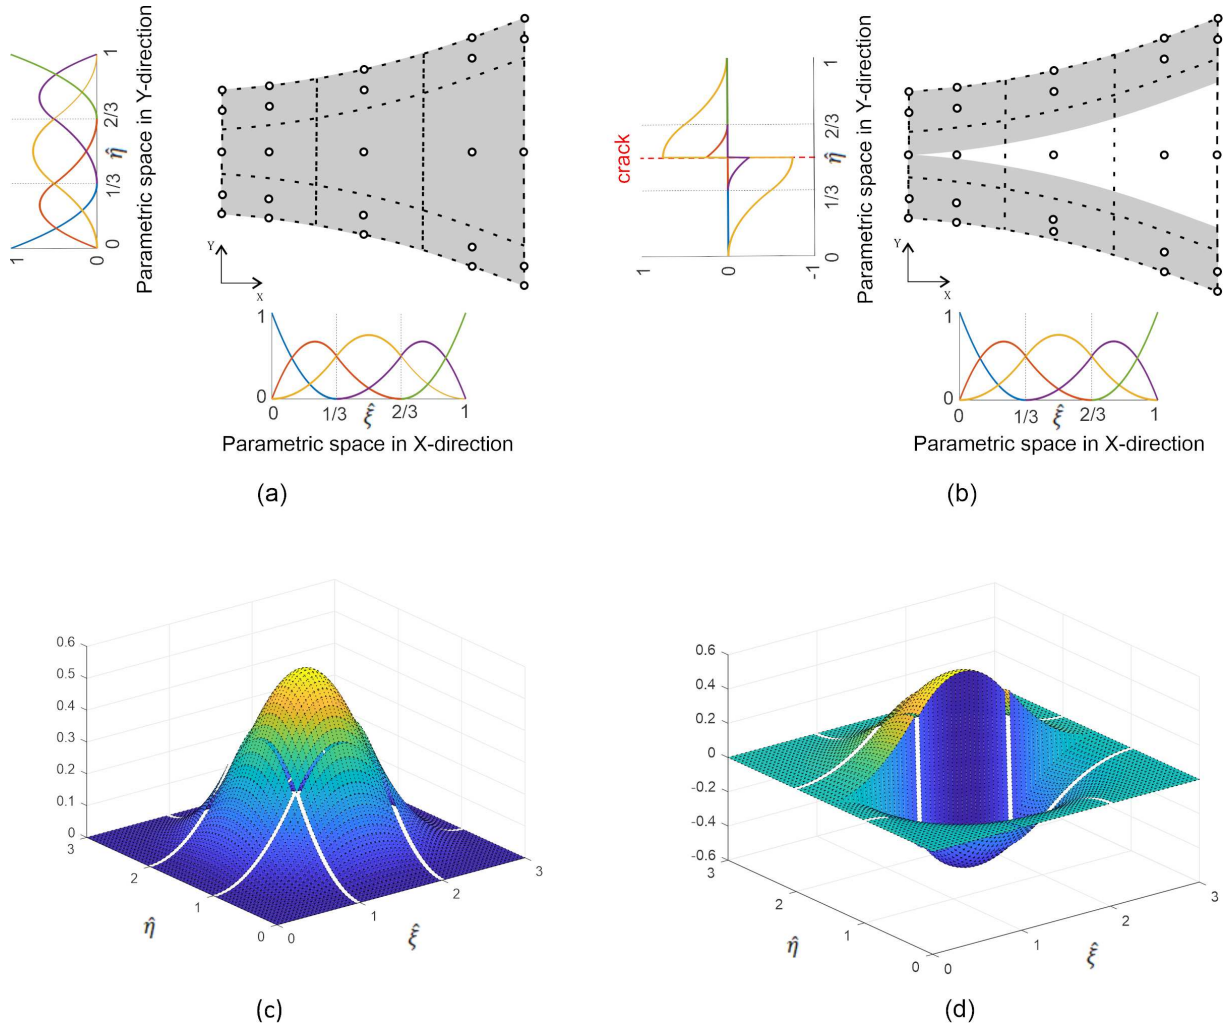 Parametric space in Y-direction
1
2/3
η̂
1/3
0
1
0
Y
X
1
0
0
1/3
ξ̂
2/3
1
Parametric space in X-direction
(a)
Parametric space in Y-direction
crack
1
2/3
η̂
1/3
0
1
0
-1
Y
X
1
0
0
1/3
ξ̂
2/3
1
Parametric space in X-direction
(b)
0.6
0.5
0.4
0.3
0.2
0.1
0
3
2
1
0
0
1
2
3
η̂
ξ̂
(c)
0.6
0.4
0.2
0
-0.2
-0.4
-0.6
3
2
1
0
0
1
2
3
η̂
ξ̂
(d)